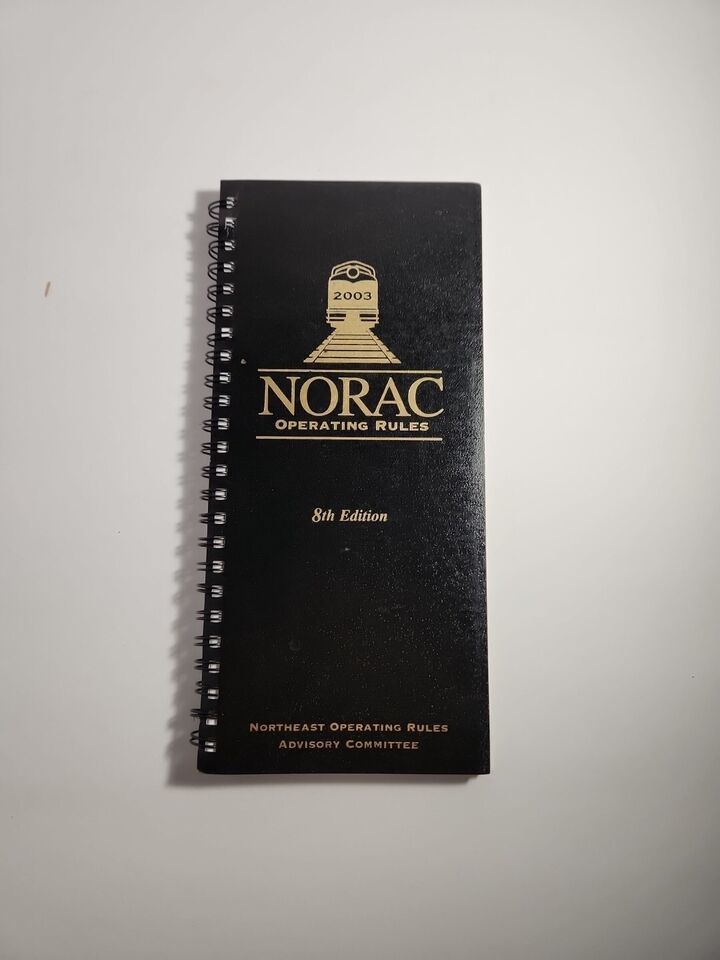 2003
NORAC
OPERATING RULES
8th Edition
NORTHEAST OPERATING RULES
ADVISORY COMMITTEE